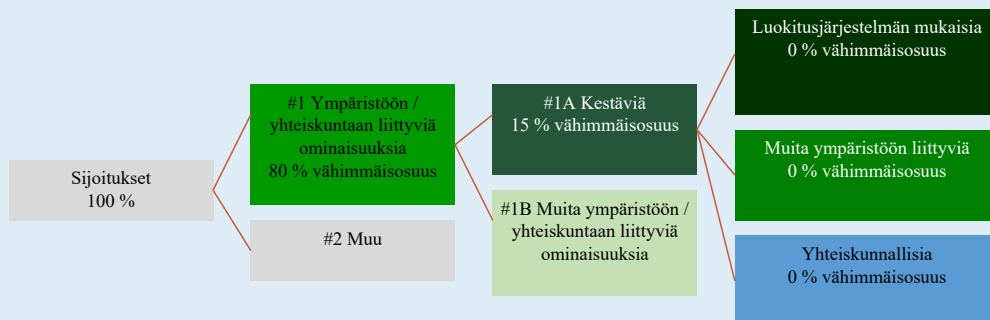 Sijoitukset
100 %
#1 Ympäristöön /
yhteiskuntaan liittyviä
ominaisuuksia
80 % vähimmäisosuus
#2 Muu
#1A Kestäviä
15 % vähimmäisosuus
#1B Muita ympäristöön /
yhteiskuntaan liittyviä
ominaisuuksia
Luokitusjärjestelmän mukaisia
0 % vähimmäisosuus
Muita ympäristöön liittyviä
0 % vähimmäisosuus
Yhteiskunnallisia
0 % vähimmäisosuus